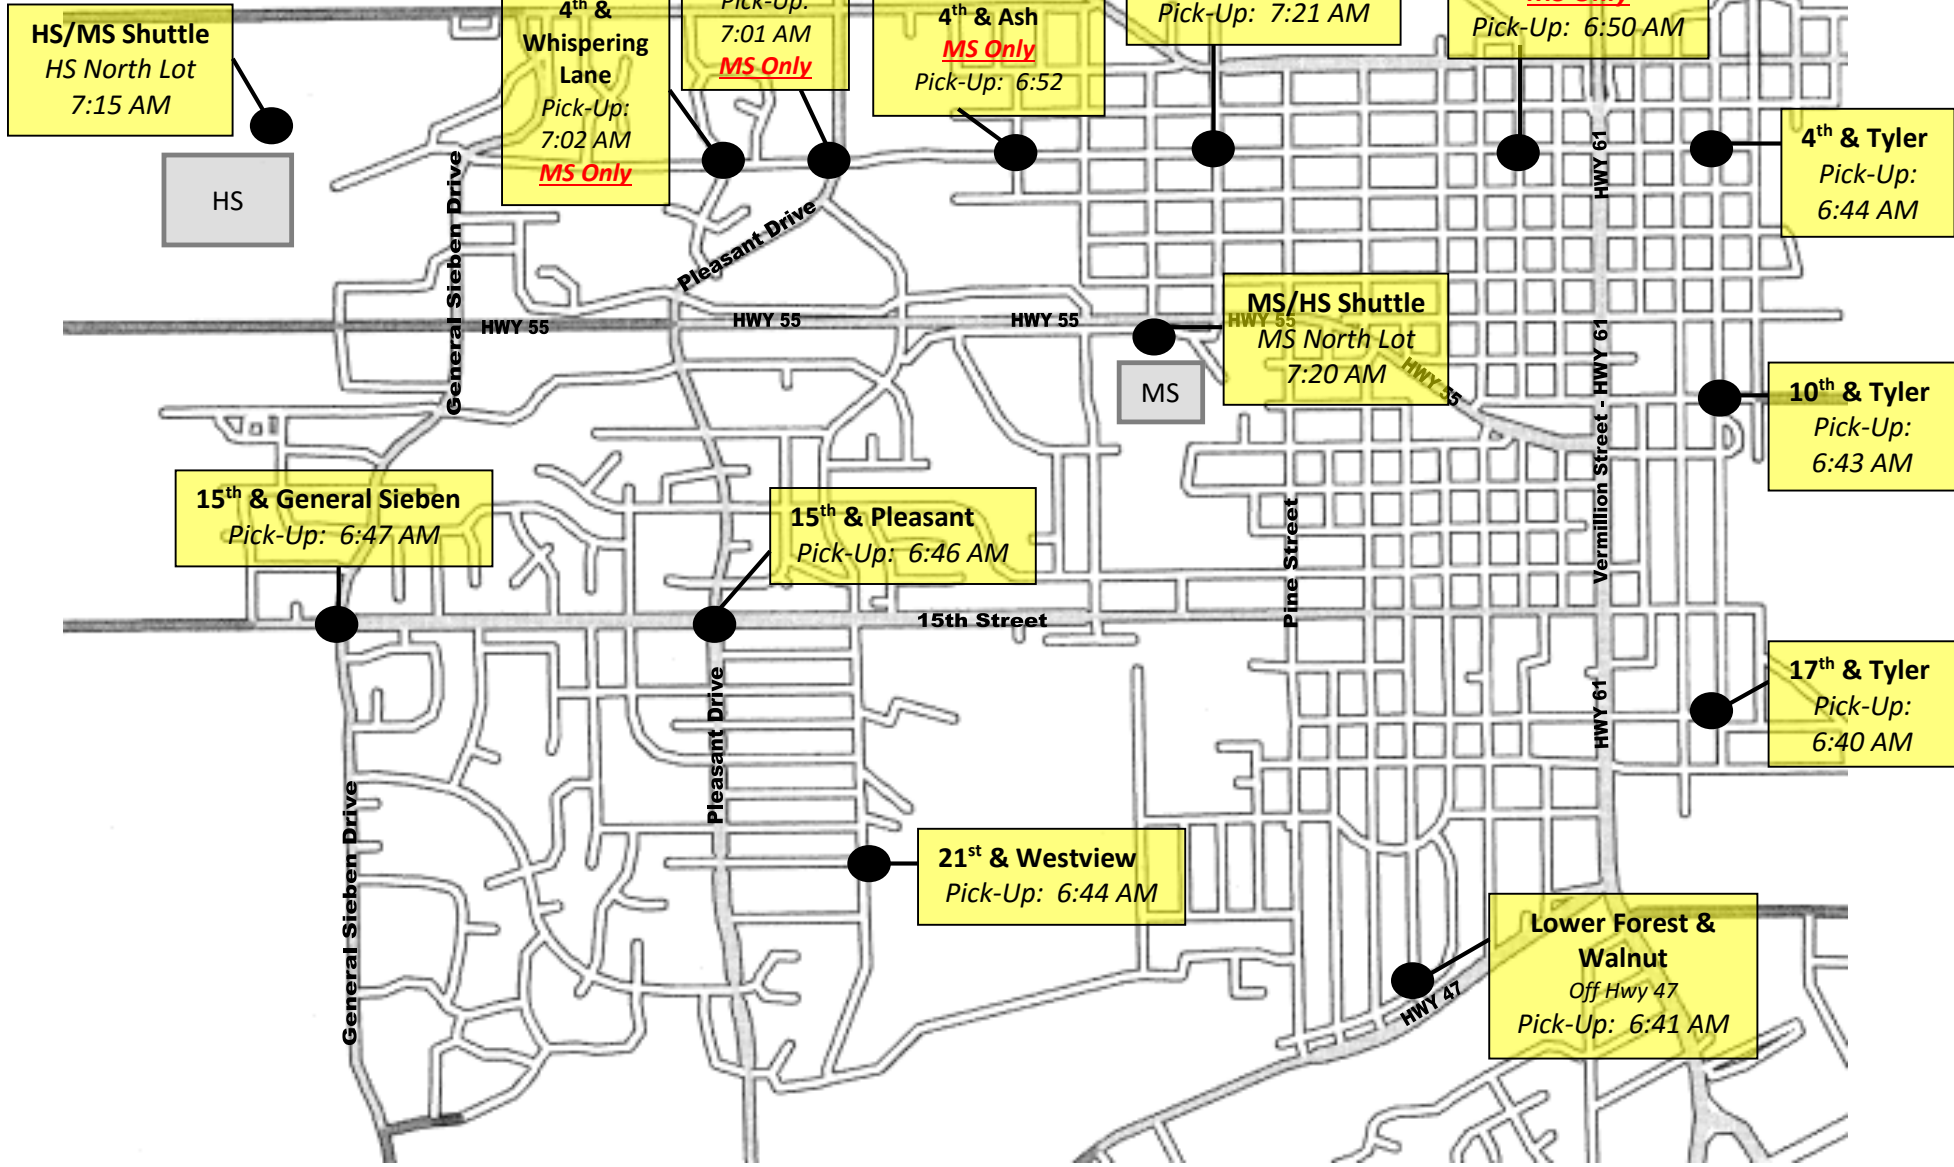 HS/MS Shuttle
HS North Lot
7:15 AM
4th &
Whispering
Lane
Pick-Up:
7:02 AM
MS Only
Pick-Up:
7:01 AM
MS Only
4th & Ash
MS Only
Pick-Up: 6:52
Pick-Up: 7:21 AM
MS Only
Pick-Up: 6:50 AM
4th & Tyler
Pick-Up:
6:44 AM
HS
General Sieben Drive
Pleasant Drive
HWY 61
HWY 55
HWY 55
HWY 55
HWY 55
MS/HS Shuttle
MS North Lot
7:20 AM
MS
HWY 55
Vermillion Street - HWY 61
10th & Tyler
Pick-Up:
6:43 AM
15th & General Sieben
Pick-Up: 6:47 AM
15th & Pleasant
Pick-Up: 6:46 AM
Pine Street
15th Street
17th & Tyler
Pick-Up:
6:40 AM
HWY 61
Pleasant Drive
General Sieben Drive
21st & Westview
Pick-Up: 6:44 AM
Lower Forest &
Walnut
Off Hwy 47
Pick-Up: 6:41 AM
HWY 47